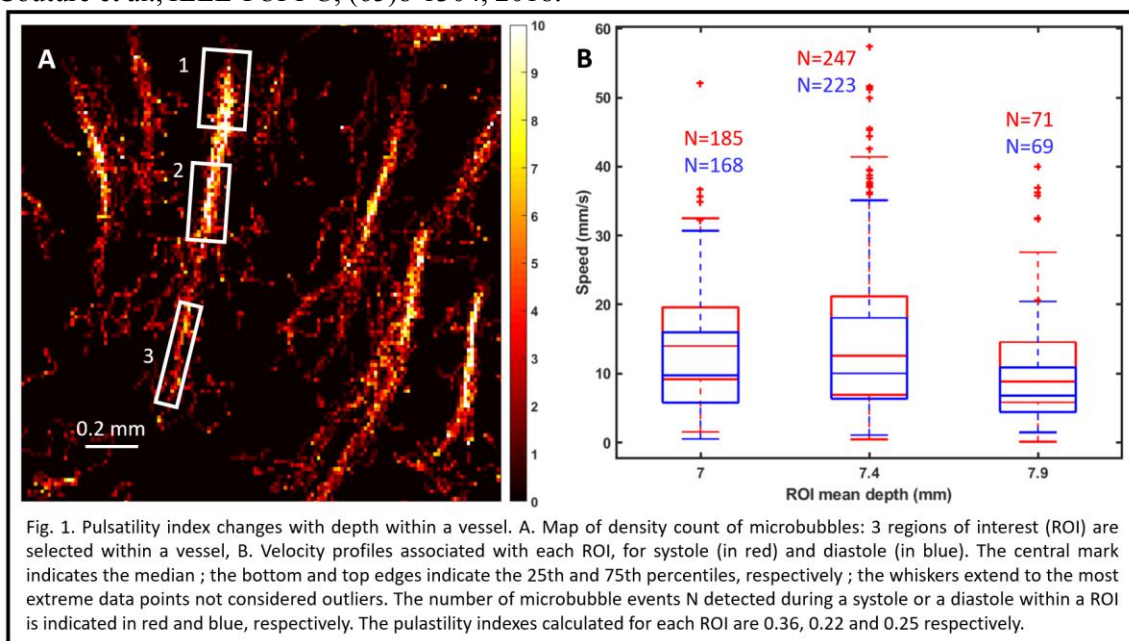 Couture et al., IEEE
A
1
2
3
0.2 mm
10
9
8
7
6
5
4
3
2
1
0
B
60
50
40
30
20
10
0
Speed (mm/s)
N=185
N=168
N=247
N=223
N=71
N=69
7 7.4 7.9
ROI mean depth (mm)
Fig. 1. Pulsatility index changes with depth within a vessel. A. Map of density count of microbubbles: 3 regions of interest (ROI) are
selected within a vessel, B. Velocity profiles associated with each ROI, for systole (in red) and diastole (in blue). The central mark
indicates the median ; the bottom and top edges indicate the 25th and 75th percentiles, respectively ; the whiskers extend to the most
extreme data points not considered outliers. The number of microbubble events N detected during a systole or a diastole within a ROI
is indicated in red and blue, respectively. The pulastility indexes calculated for each ROI are 0.36, 0.22 and 0.25 respectively.